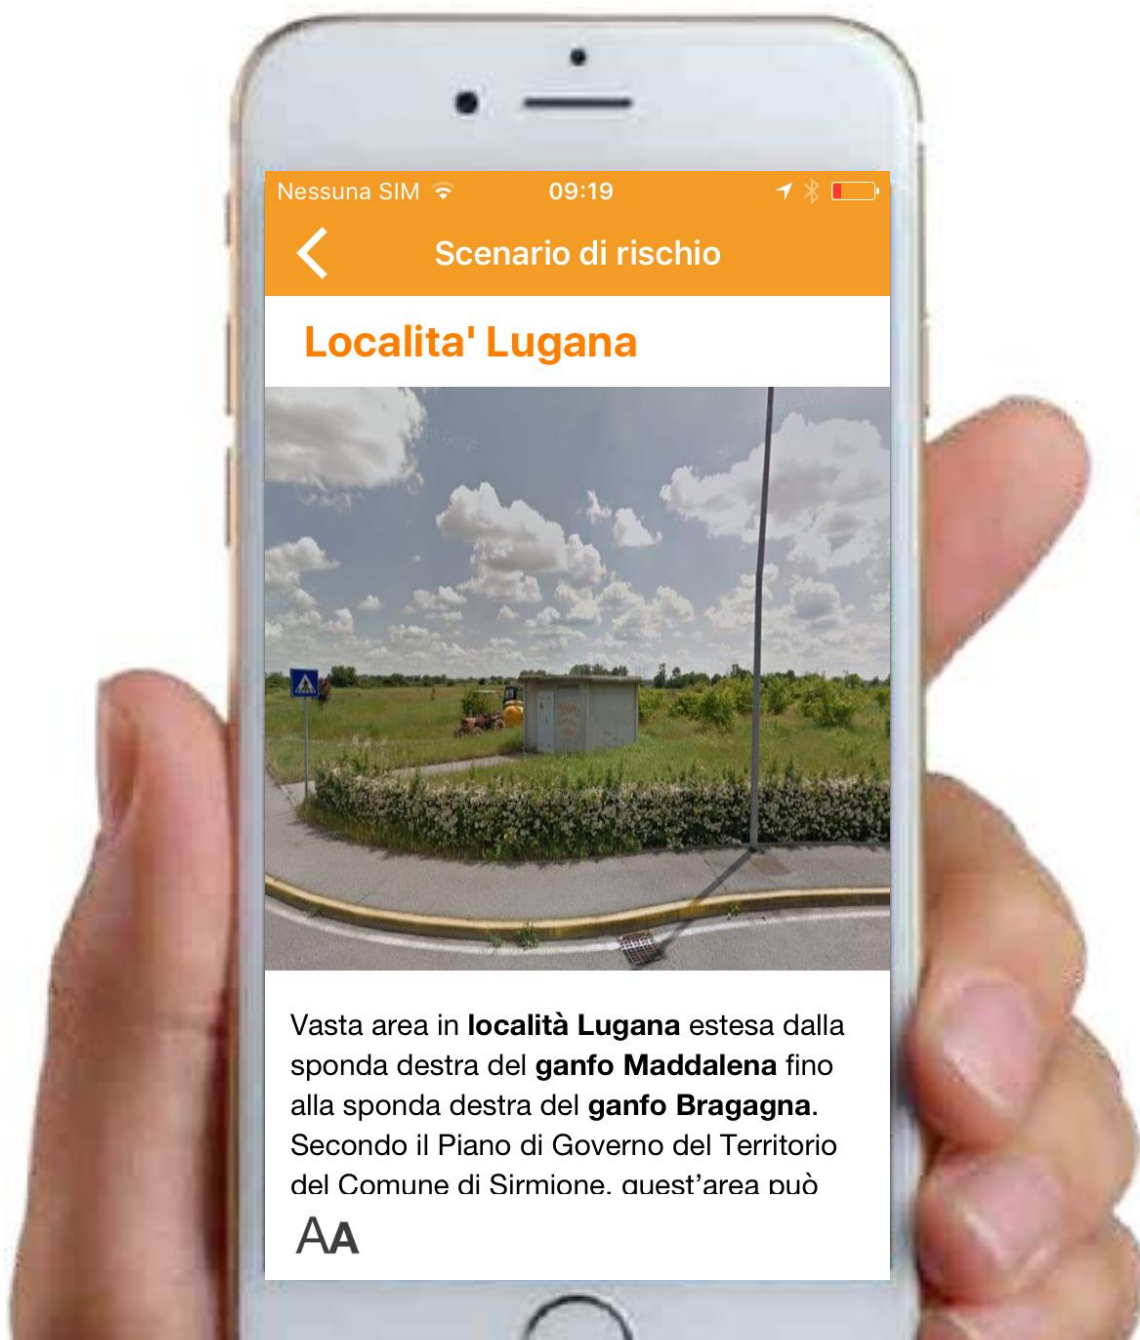 Nessuna SIM 09:19
Scenario di rischio
Localita' Lugana
Vasta area in località Lugana estesa dalla
sponda destra del ganfo Maddalena fino
alla sponda destra del ganfo Bragagna.
Secondo il Piano di Governo del Territorio
del Comune di Sirmione, quest'area può
AA